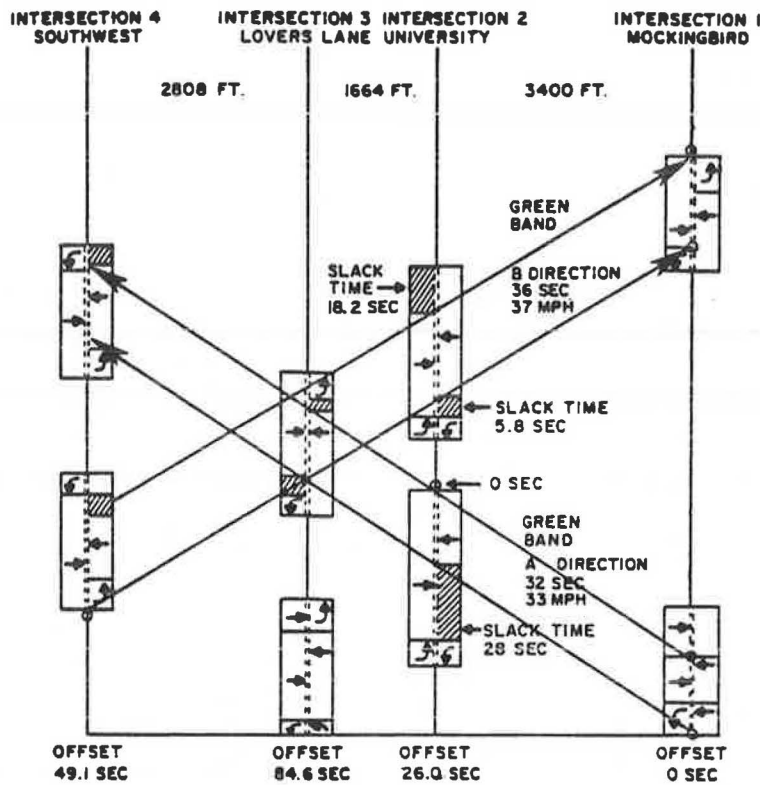 INTERSECTION 4
SOUTHWEST
INTERSECTION 3
LOVERS LANE
INTERSECTION 2
UNIVERSITY
INTERSECTION 1
MOCKINGBIRD
2808 FT.
1664 FT.
3400 FT.
GREEN
BAND
SLACK
TIME
18.2 SEC
B DIRECTION
36 SEC
37 MPH
SLACK TIME
5.8 SEC
0 SEC
GREEN
BAND
A DIRECTION
32 SEC
33 MPH
SLACK TIME
28 SEC
OFFSET
49.1 SEC
OFFSET
84.6 SEC
OFFSET
26.0 SEC
OFFSET
0 SEC